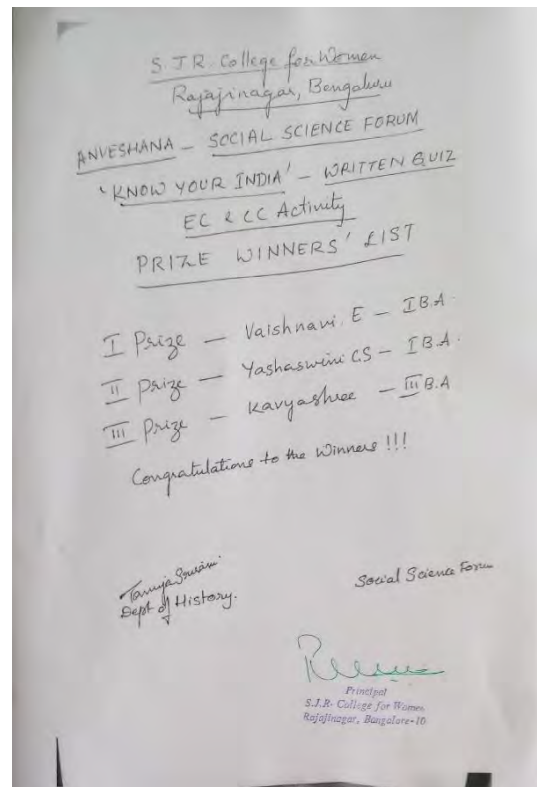 S.J.R. College for Women
Rajajinagar, Bengaluru
ANVESHANA – SOCIAL SCIENCE FORUM
'KNOW YOUR INDIA' – WRITTEN QUIZ
EC & CC Activity
PRIZE WINNERS' LIST
I Prize – Vaishnavi. E – I B.A.
II Prize – Yashaswini C.S – I B.A.
III Prize – Kavyashree – III B.A
Congratulations to the Winners !!!
Dept of History.
Social Science Forum
Principal
S.J.R. College for Women
Rajajinagar, Bangalore-10